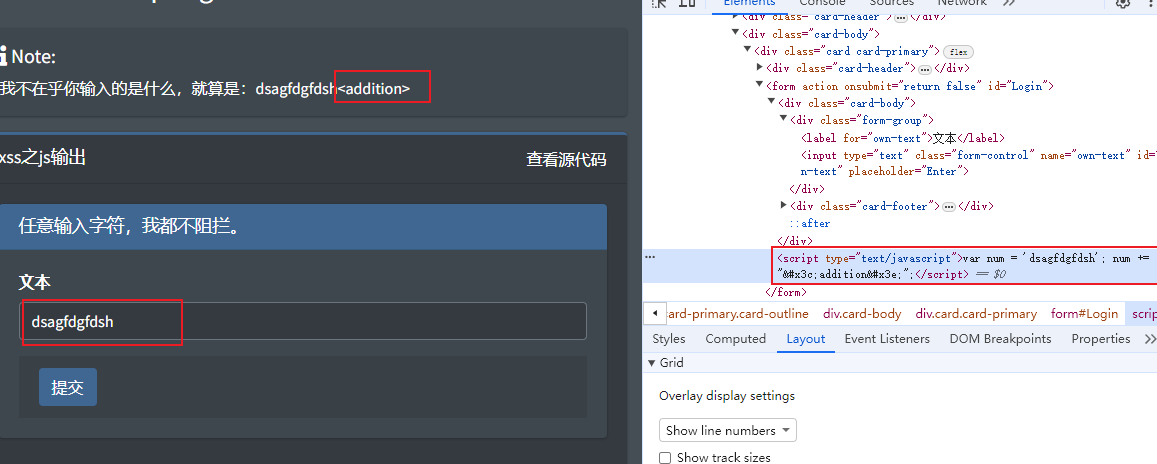 Elements
Console
Sources
Network
<div class="card-header"> … </div>
<div class="card-body">
<div class="card card-primary"> flex
<div class="card-header"> … </div>
<form action onsubmit="return false" id="Login">
<div class="card-body">
<div class="form-group">
<label for="own-text">文本</label>
<input type="text" class="form-control" name="own-text" id=
n-text" placeholder="Enter">
</div>
<div class="card-footer"> … </div>
::after
</div>
<script type="text/javascript">var num = 'dsagfdgfdsh'; num +=
"&#x3c;addition&#x3e;";</script> == $0
</form>
ard-primary.card-outline
div.card-body
div.card.card-primary
form#Login
scrip
Styles
Computed
Layout
Event Listeners
DOM Breakpoints
Properties
Grid
Overlay display settings
Show line numbers
Show track sizes
Note:
我不在乎你输入的是什么，就算是：dsagfdgfdsh<addition>
xss之js输出
查看源代码
任意输入字符，我都不阻拦。
文本
dsagfdgfdsh
提交